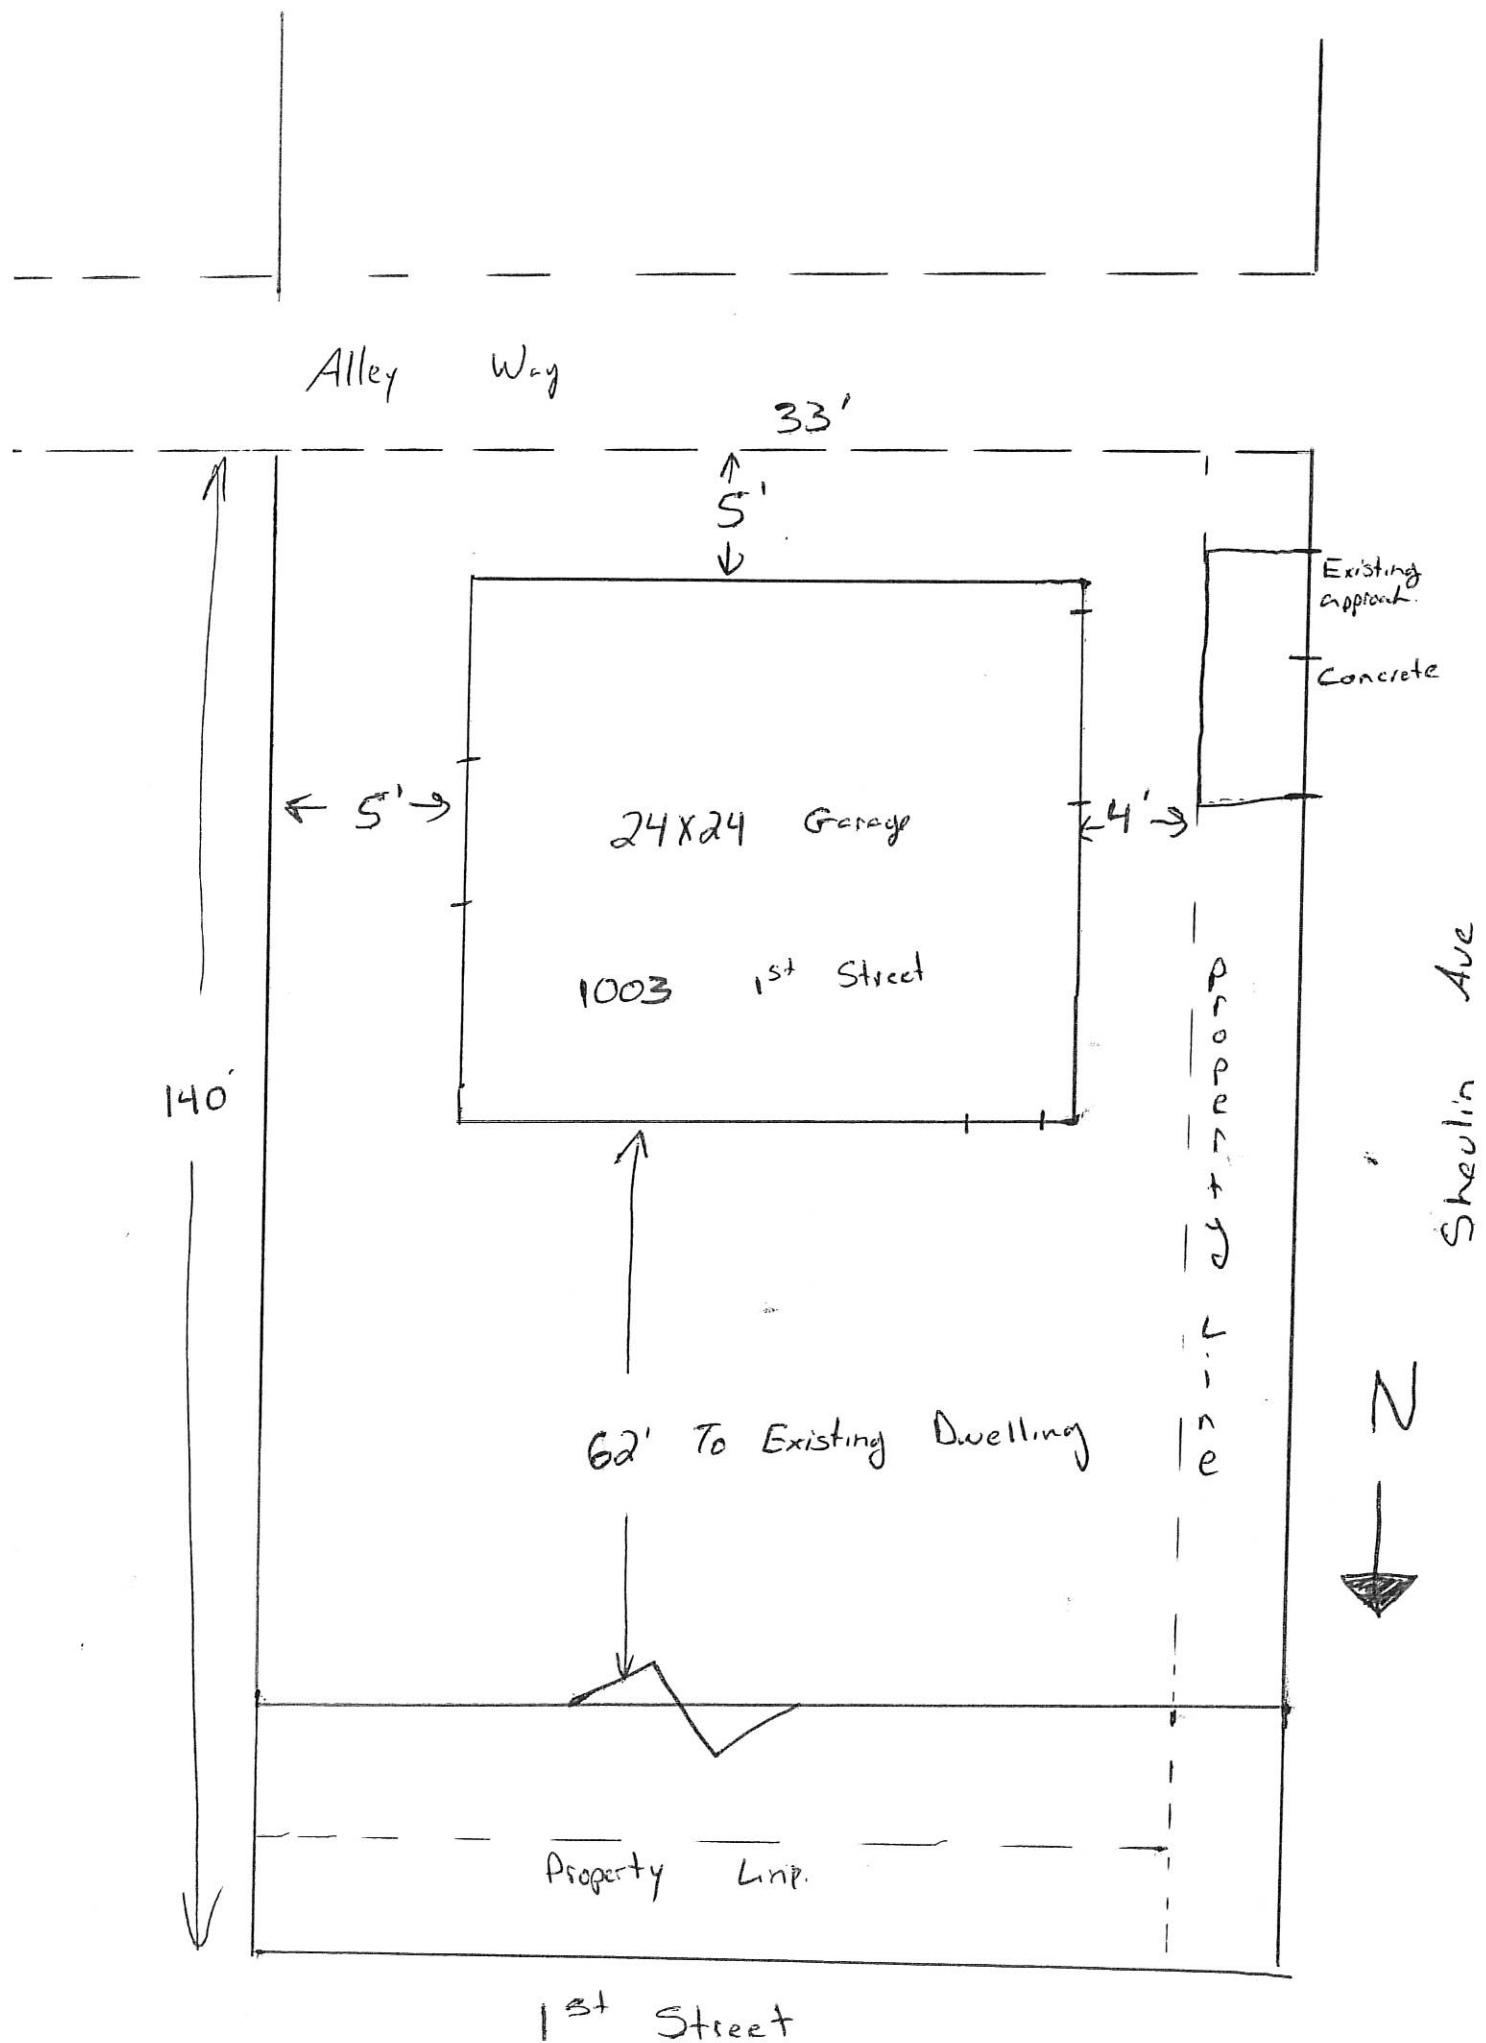 Alley Way
33'
5'
Existing
approach.
Concrete
5'
24X24 Garage
4'
1003 1st Street
Property Line
Shevlin Ave
140'
62' To Existing Dwelling
N
Property Line.
1st Street